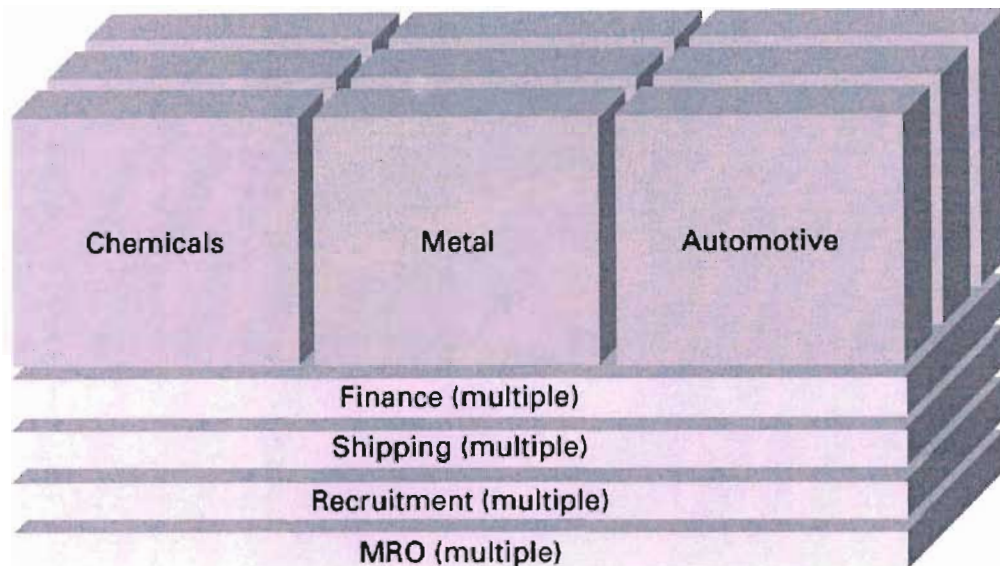 Chemicals
Metal
Automotive
Finance (multiple)
Shipping (multiple)
Recruitment (multiple)
MRO (multiple)